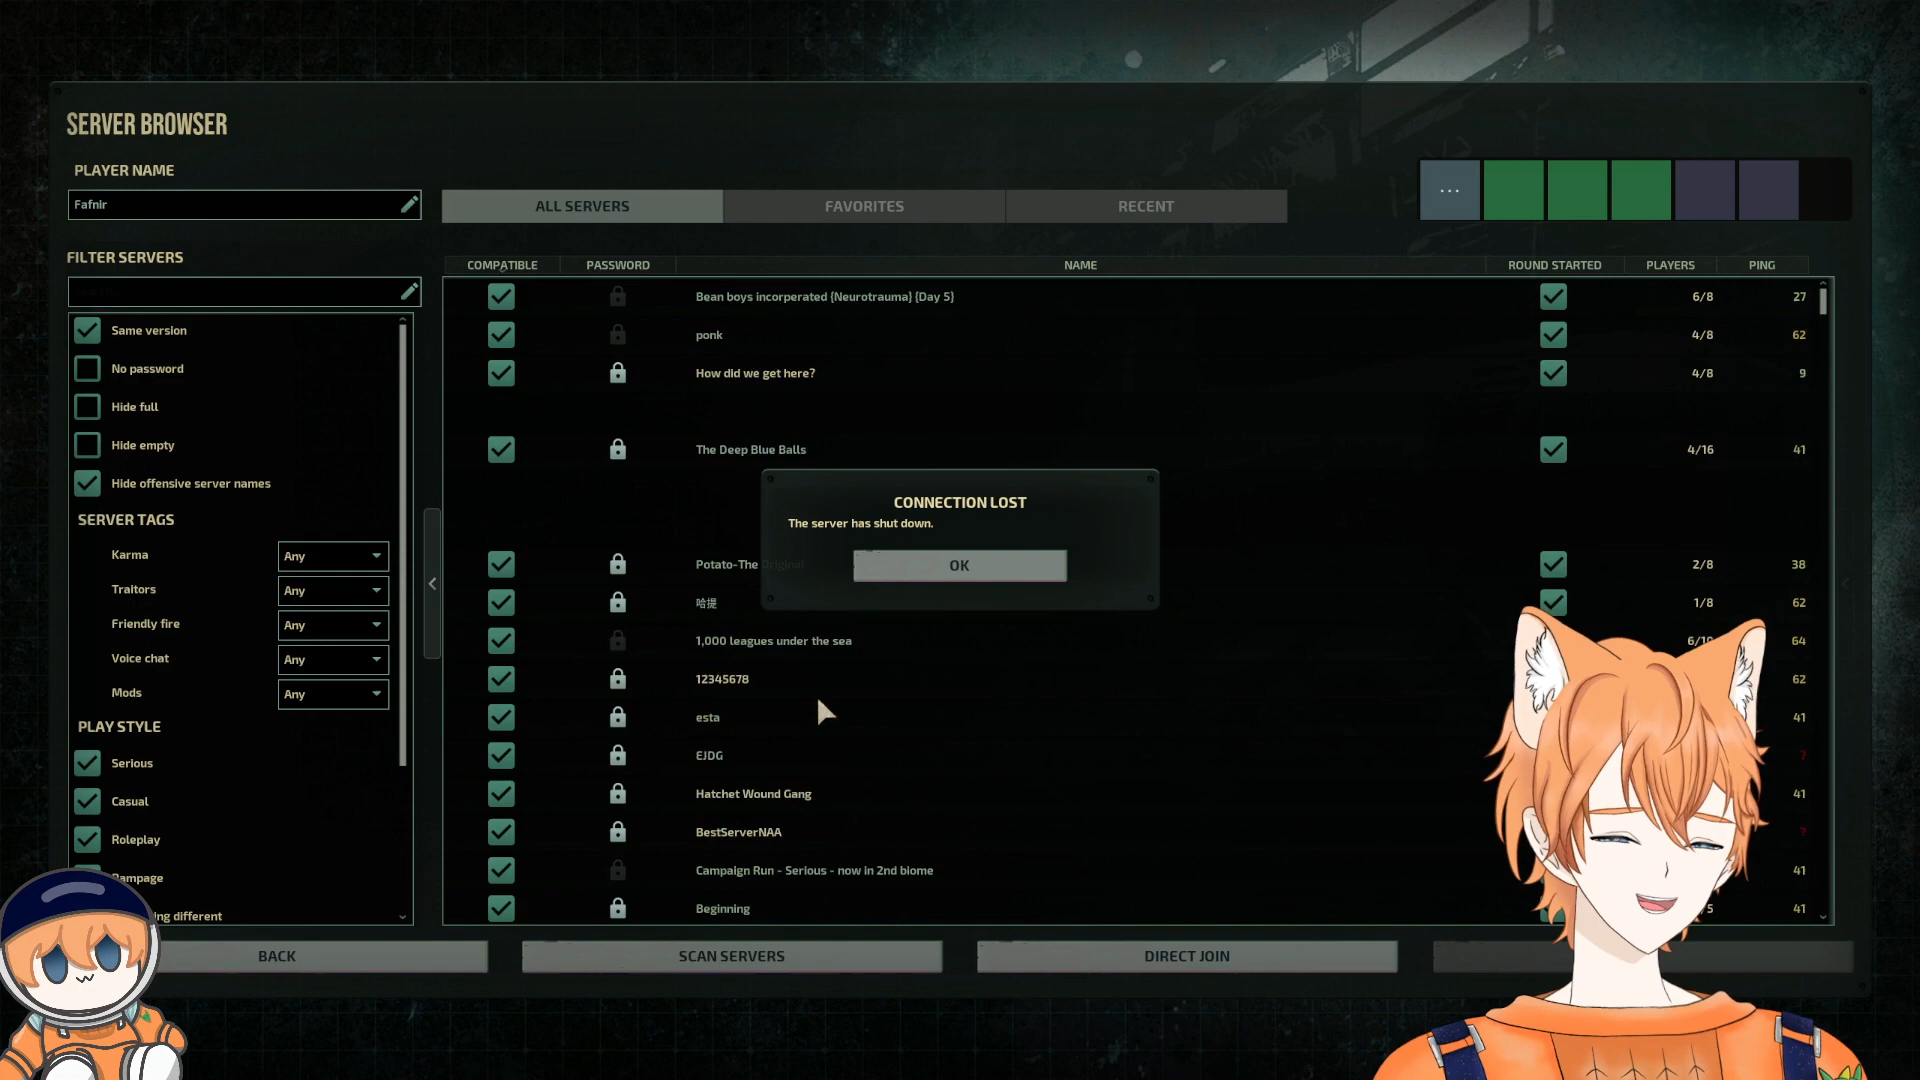 SERVER BROWSER
PLAYER NAME
Fafnir
ALL SERVERS
FAVORITES
RECENT
...
FILTER SERVERS
Same version
No password
Hide full
Hide empty
Hide offensive server names
SERVER TAGS
Karma Any
Traitors Any
Friendly fire Any
Voice chat Any
Mods Any
PLAY STYLE
Serious
Casual
Roleplay
Rampage
ng different
COMPATIBLE PASSWORD NAME ROUND STARTED PLAYERS PING
Bean boys incorperated {Neurotrauma} {Day 5} 6/8 27
ponk 4/8 62
How did we get here? 4/8 9
The Deep Blue Balls 4/16 41
Potato-The Original 2/8 38
哈提 1/8 62
1,000 leagues under the sea 64
12345678 62
esta 41
EJDG ?
Hatchet Wound Gang 41
BestServerNAA ?
Campaign Run - Serious - now in 2nd biome 41
Beginning /5 41
CONNECTION LOST
The server has shut down.
OK
BACK
SCAN SERVERS
DIRECT JOIN